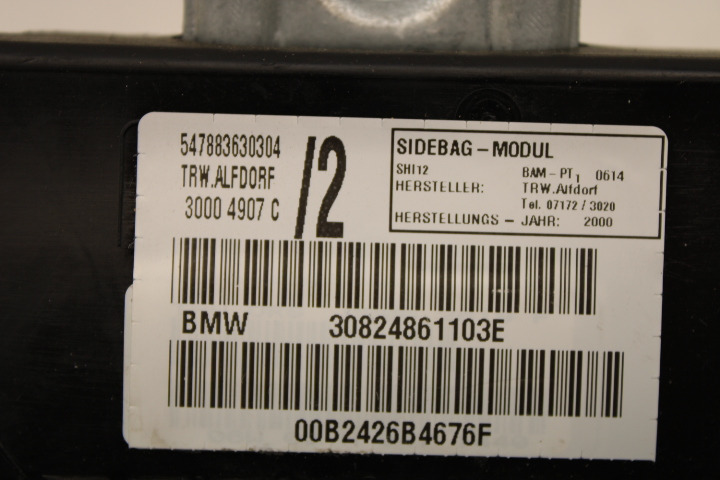 547883630304
TRW.ALFDORF
3000 4907 C
/2
SIDEBAG-MODUL
SHI12 BAM-PT1 0614
HERSTELLER: TRW.Alfdorf
Tel. 07172/3020
HERSTELLUNGS - JAHR: 2000
BMW 30824861103E
00B2426B4676F